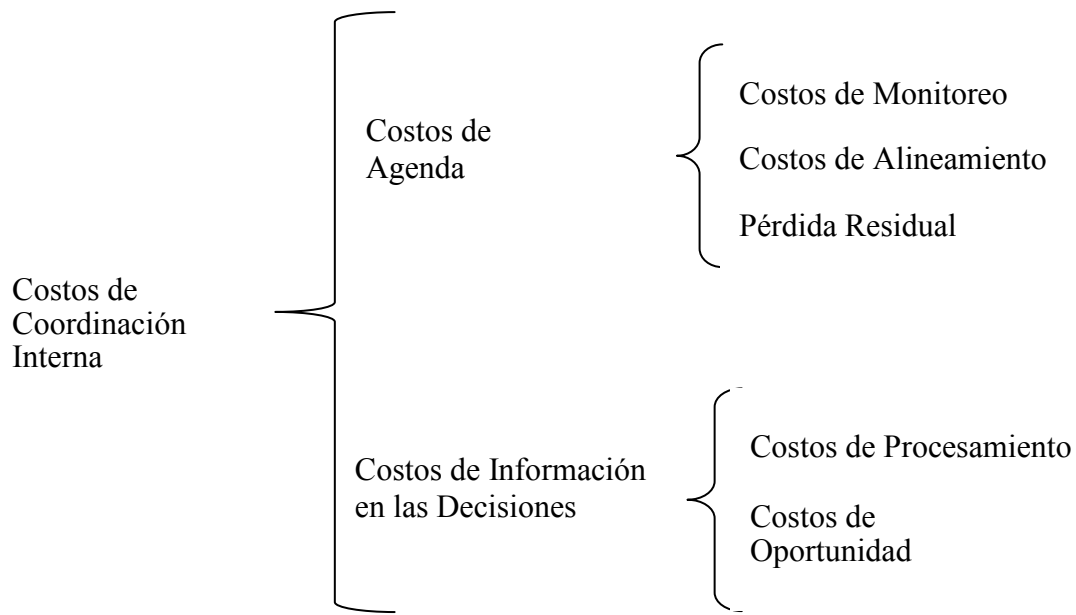 Costos de
Coordinación
Interna
Costos de
Agenda
Costos de Monitoreo
Costos de Alineamiento
Pérdida Residual
Costos de Información
en las Decisiones
Costos de Procesamiento
Costos de
Oportunidad